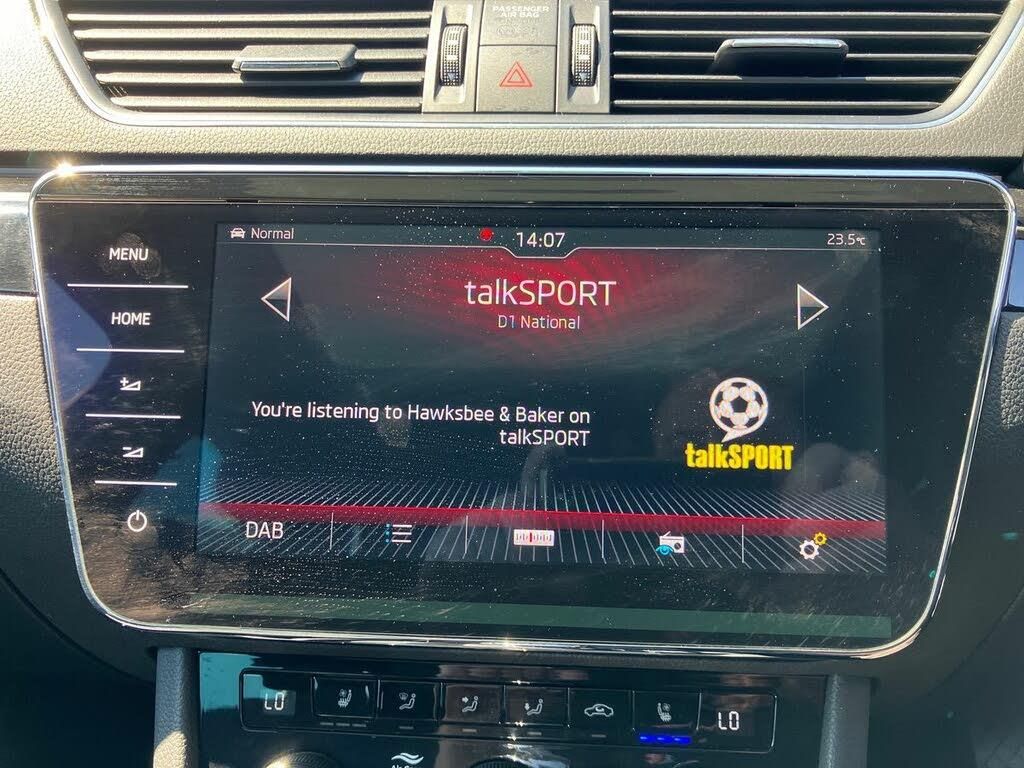 PASSENGER
AIR BAG
MENU
HOME
Normal
14:07
23.5°C
talkSPORT
D1 National
You're listening to Hawksbee & Baker on
talkSPORT
talkSPORT
DAB
LO
LO